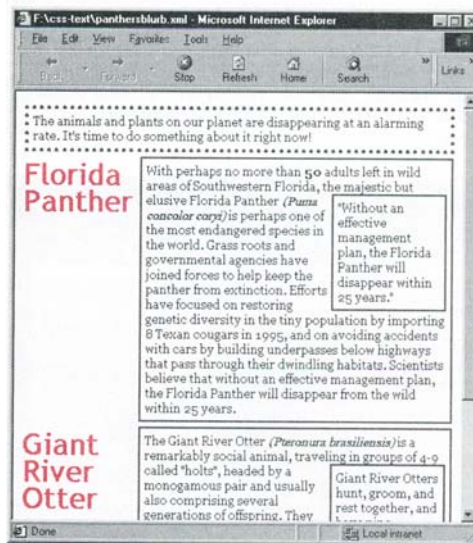 F:\css-text\panthersblurb.xml - Microsoft Internet Explorer
File Edit View Favorites Tools Help
Back Forward Stop Refresh Home Search » Links »
The animals and plants on our planet are disappearing at an alarming
rate. It's time to do something about it right now!
Florida
Panther
With perhaps no more than 50 adults left in wild
areas of Southwestern Florida, the majestic but
elusive Florida Panther (Puma
concolor coryi) is perhaps one of
the most endangered species in
the world. Grass roots and
governmental agencies have
joined forces to help keep the
panther from extinction. Efforts
have focused on restoring
genetic diversity in the tiny population by importing
8 Texan cougars in 1995, and on avoiding accidents
with cars by building underpasses below highways
that pass through their dwindling habitats. Scientists
believe that without an effective management plan,
the Florida Panther will disappear from the wild
within 25 years.
"Without an
effective
management
plan, the Florida
Panther will
disappear within
25 years."
Giant
River
Otter
The Giant River Otter (Pteronura brasiliensis) is a
remarkably social animal, traveling in groups of 4-9
called "holts", headed by a
monogamous pair and usually
also comprising several
generations of offspring. They
Giant River Otters
hunt, groom, and
rest together, and
Done
Local intranet